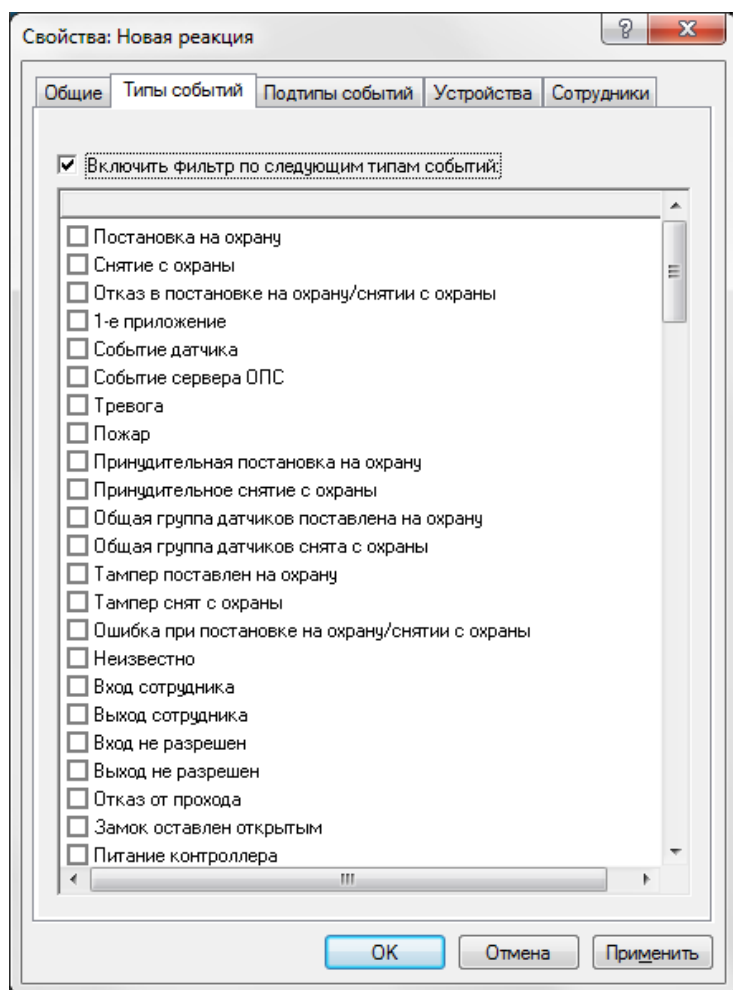 Свойства: Новая реакция
Общие Типы событий Подтипы событий Устройства Сотрудники
Включить фильтр по следующим типам событий:
Постановка на охрану
Снятие с охраны
Отказ в постановке на охрану/снятии с охраны
1-е приложение
Событие датчика
Событие сервера ОПС
Тревога
Пожар
Принудительная постановка на охрану
Принудительное снятие с охраны
Общая группа датчиков поставлена на охрану
Общая группа датчиков снята с охраны
Тампер поставлен на охрану
Тампер снят с охраны
Ошибка при постановке на охрану/снятии с охраны
Неизвестно
Вход сотрудника
Выход сотрудника
Вход не разрешен
Выход не разрешен
Отказ от прохода
Замок оставлен открытым
Питание контроллера
OK Отмена Применить